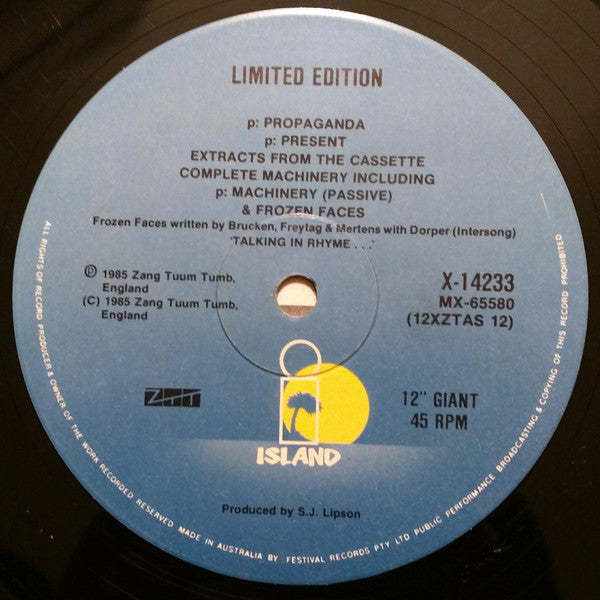 LIMITED EDITION
p: PROPAGANDA
p: PRESENT
EXTRACTS FROM THE CASSETTE
COMPLETE MACHINERY INCLUDING
p: MACHINERY (PASSIVE)
& FROZEN FACES
Frozen Faces written by Brucken, Freytag & Mertens with Dorper (Intersong)
'TALKING IN RHYME . . .'
℗ 1985 Zang Tuum Tumb,
England
(C) 1985 Zang Tuum Tumb,
England
X-14233
MX-65580
(12XZTAS 12)
ZTT
i
ISLAND
12" GIANT
45 RPM
Produced by S.J. Lipson
ALL RIGHTS OF RECORD PRODUCER & OWNER OF THE WORK RECORDED RESERVED MADE IN AUSTRALIA BY FESTIVAL RECORDS PTY LTD PUBLIC PERFORMANCE BROADCASTING & COPYING OF THIS RECORD PROHIBITED